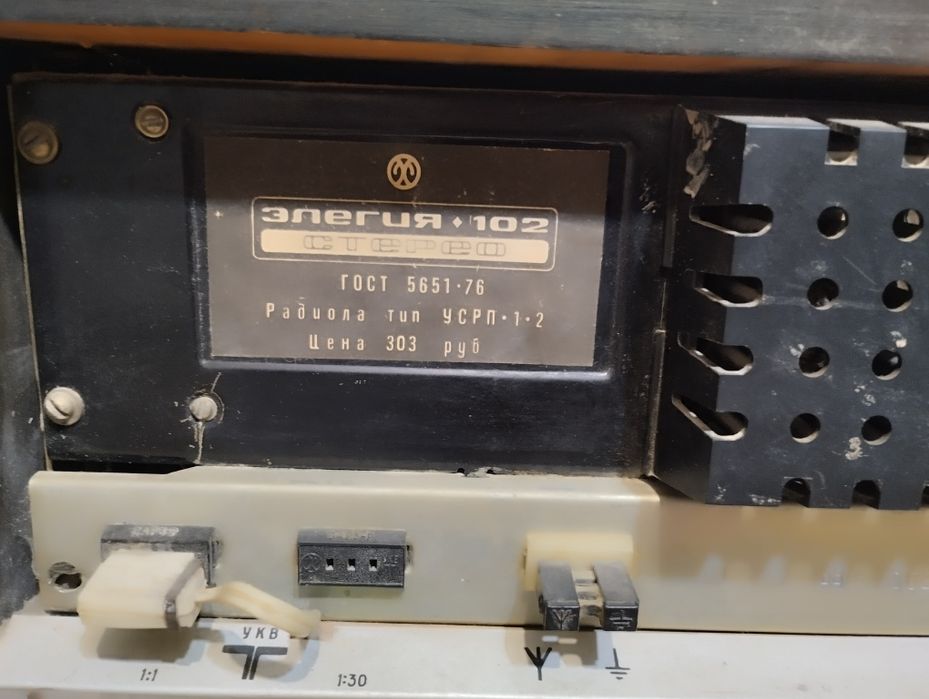 элегия • 102
стерео
ГОСТ 5651·76
Радиола тип УСРП·1·2
Цена 303 руб
УКВ
1:1
1:30